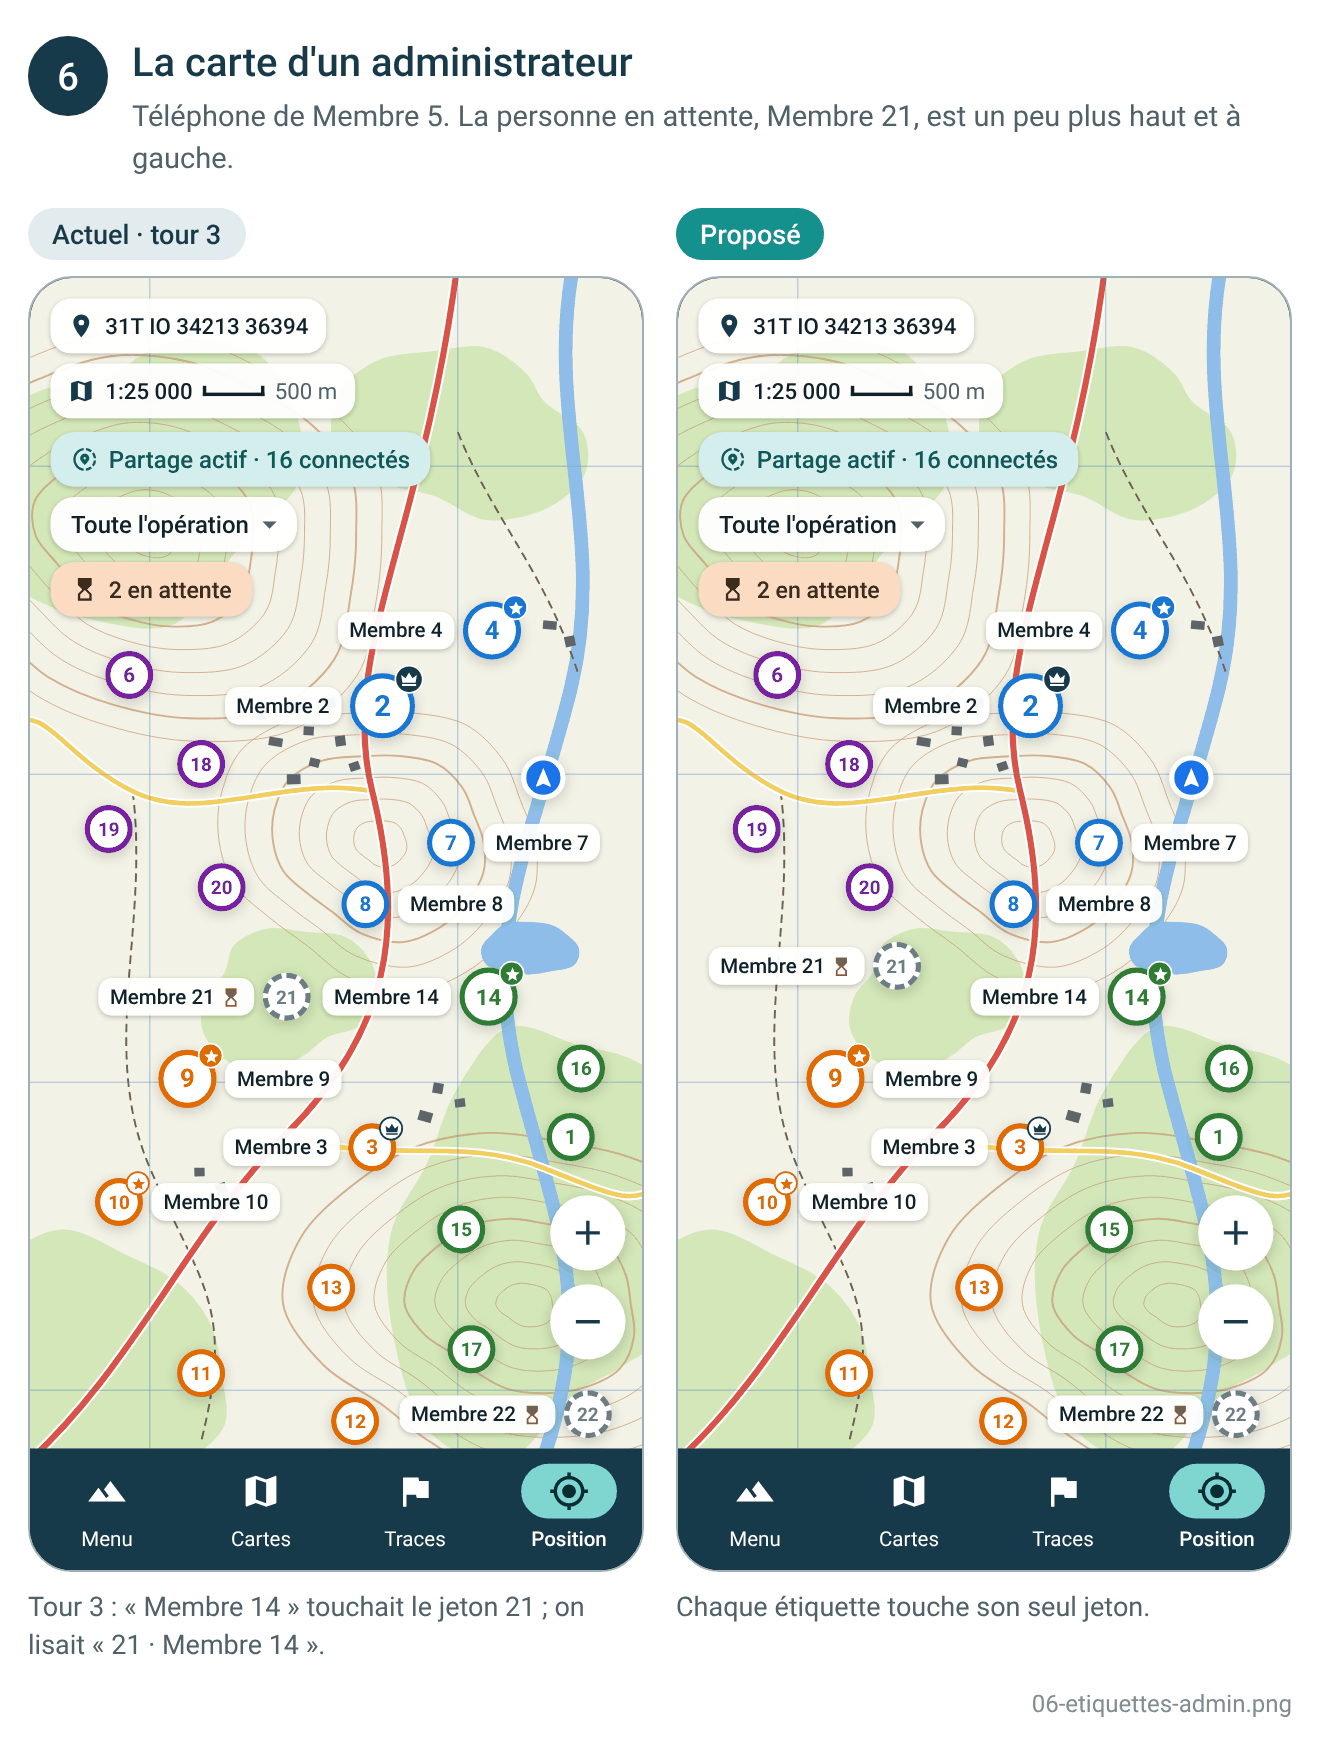 6
La carte d'un administrateur
Téléphone de Membre 5. La personne en attente, Membre 21, est un peu plus haut et à
gauche.
Actuel · tour 3
31T IO 34213 36394
1:25 000 500 m
Partage actif · 16 connectés
Toute l'opération
2 en attente
Membre 4 4
6
Membre 2 2
18
19
7 Membre 7
20
8 Membre 8
Membre 21 21 Membre 14 14
16
9 Membre 9
1
Membre 3 3
10 Membre 10
15
+
13
−
17
11
12
Membre 22 22
Menu Cartes Traces Position
Tour 3 : « Membre 14 » touchait le jeton 21 ; on
lisait « 21 · Membre 14 ».
Proposé
31T IO 34213 36394
1:25 000 500 m
Partage actif · 16 connectés
Toute l'opération
2 en attente
Membre 4 4
6
Membre 2 2
18
19
7 Membre 7
20
8 Membre 8
Membre 21 21
Membre 14 14
16
9 Membre 9
1
Membre 3 3
10 Membre 10
15
+
13
−
17
11
12
Membre 22 22
Menu Cartes Traces Position
Chaque étiquette touche son seul jeton.
06-etiquettes-admin.png